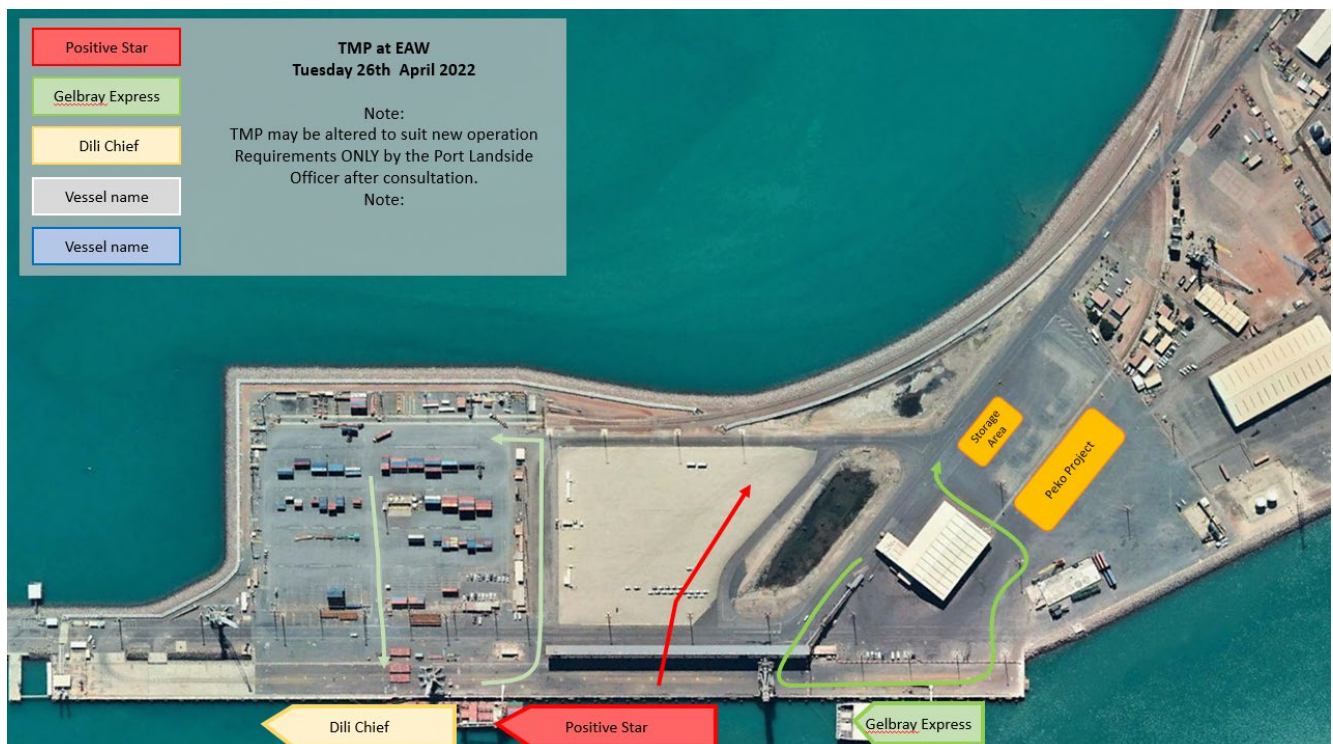 Positive Star
Gelbray Express
Dili Chief
Vessel name
Vessel name
TMP at EAW
Tuesday 26th April 2022
Note:
TMP may be altered to suit new operation
Requirements ONLY by the Port Landside
Officer after consultation.
Note:
Storage
Area
Peko Project
Dili Chief
Positive Star
Gelbray Express